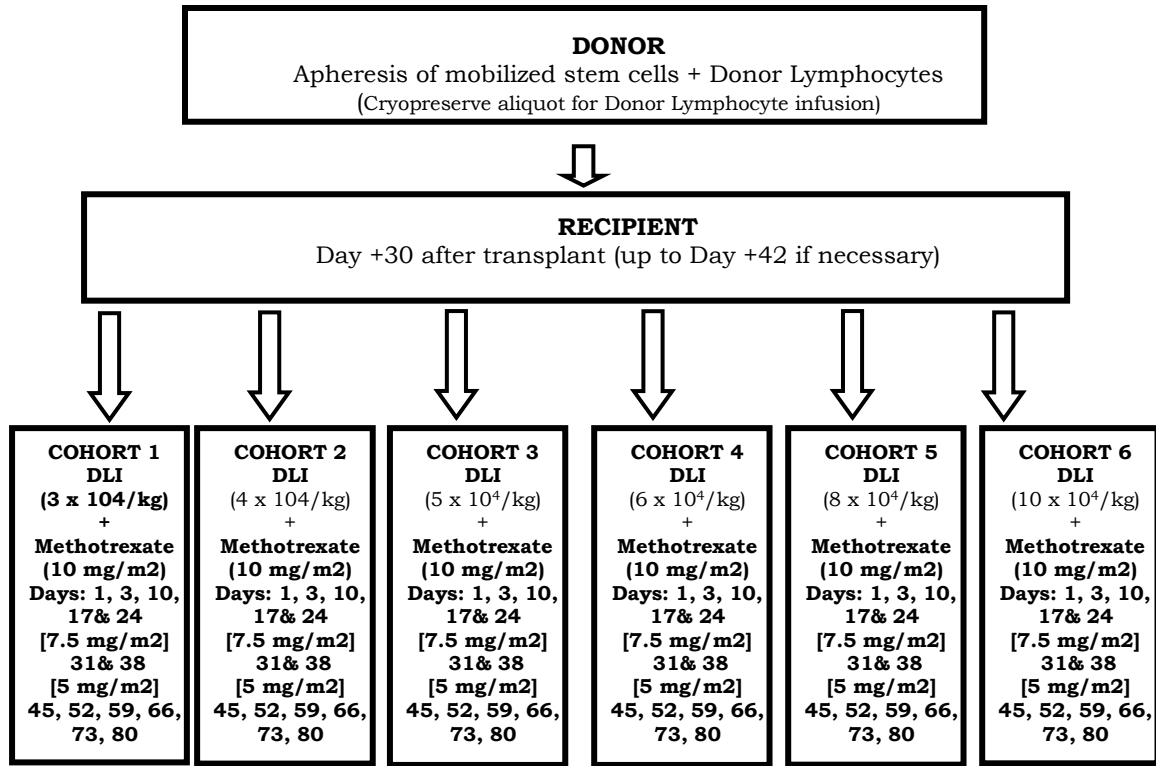 DONOR
Apheresis of mobilized stem cells + Donor Lymphocytes
(Cryopreserve aliquot for Donor Lymphocyte infusion)
RECIPIENT
Day +30 after transplant (up to Day +42 if necessary)
COHORT 1
DLI
(3 x 104/kg)
+
Methotrexate
(10 mg/m2)
Days: 1, 3, 10,
17& 24
[7.5 mg/m2]
31& 38
[5 mg/m2]
45, 52, 59, 66,
73, 80
COHORT 2
DLI
(4 x 104/kg)
+
Methotrexate
(10 mg/m2)
Days: 1, 3, 10,
17& 24
[7.5 mg/m2]
31& 38
[5 mg/m2]
45, 52, 59, 66,
73, 80
COHORT 3
DLI
(5 x 10⁴/kg)
+
Methotrexate
(10 mg/m2)
Days: 1, 3, 10,
17& 24
[7.5 mg/m2]
31& 38
[5 mg/m2]
45, 52, 59, 66,
73, 80
COHORT 4
DLI
(6 x 10⁴/kg)
+
Methotrexate
(10 mg/m2)
Days: 1, 3, 10,
17& 24
[7.5 mg/m2]
31& 38
[5 mg/m2]
45, 52, 59, 66,
73, 80
COHORT 5
DLI
(8 x 10⁴/kg)
+
Methotrexate
(10 mg/m2)
Days: 1, 3, 10,
17& 24
[7.5 mg/m2]
31& 38
[5 mg/m2]
45, 52, 59, 66,
73, 80
COHORT 6
DLI
(10 x 10⁴/kg)
+
Methotrexate
(10 mg/m2)
Days: 1, 3, 10,
17& 24
[7.5 mg/m2]
31& 38
[5 mg/m2]
45, 52, 59, 66,
73, 80